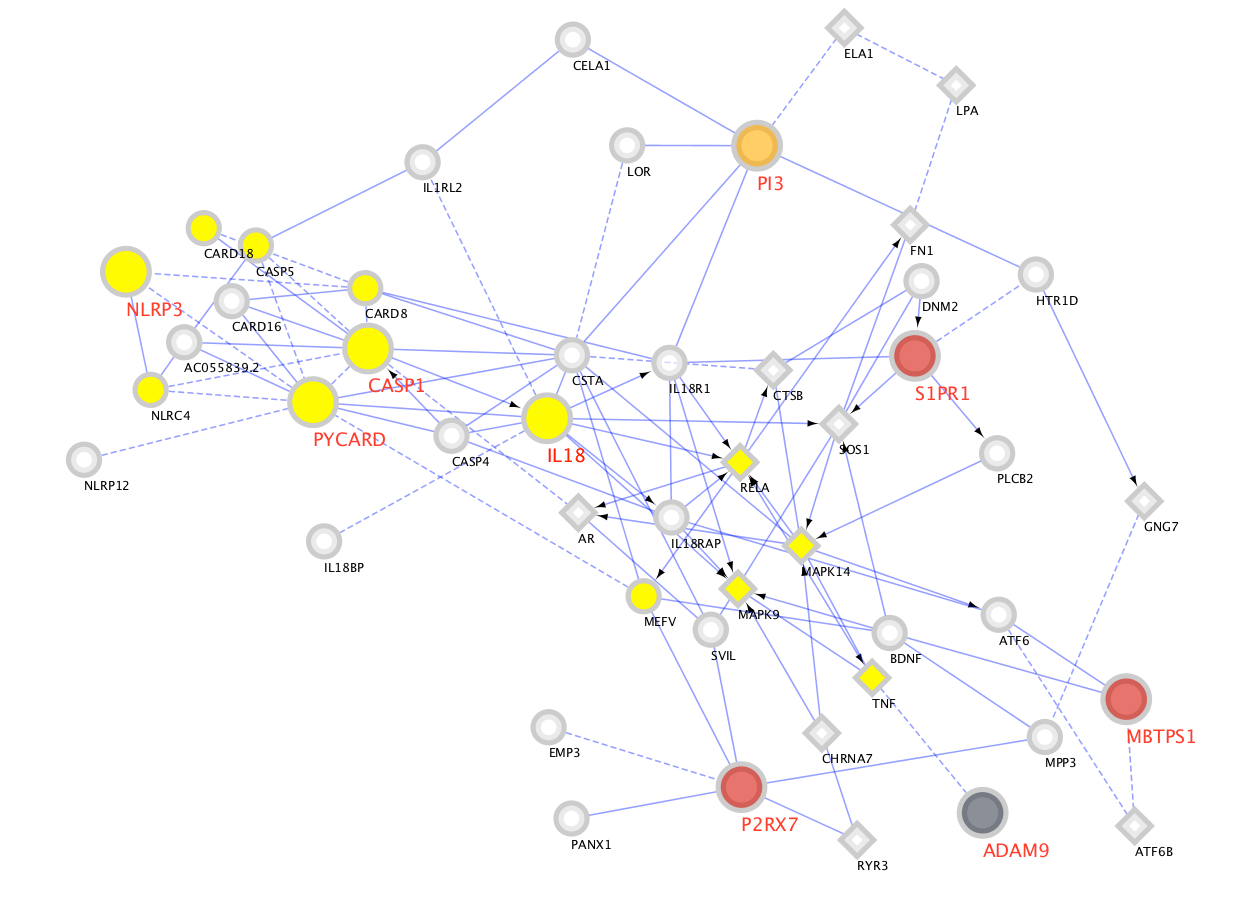 ELA1
CELA1
LPA
LOR
PI3
IL1RL2
CARD18
FN1
CASP5
HTR1D
NLRP3
DNM2
CARD8
CARD16
AC055839.2
CSTA
CASP1
IL18R1
CTSB
S1PR1
NLRC4
PYCARD
IL18
SOS1
CASP4
NLRP12
RELA
PLCB2
GNG7
AR
IL18RAP
IL18BP
MAPK14
MAPK9
MEFV
ATF6
SVIL
BDNF
TNF
MBTPS1
EMP3
CHRNA7
MPP3
P2RX7
PANX1
ADAM9
ATF6B
RYR3